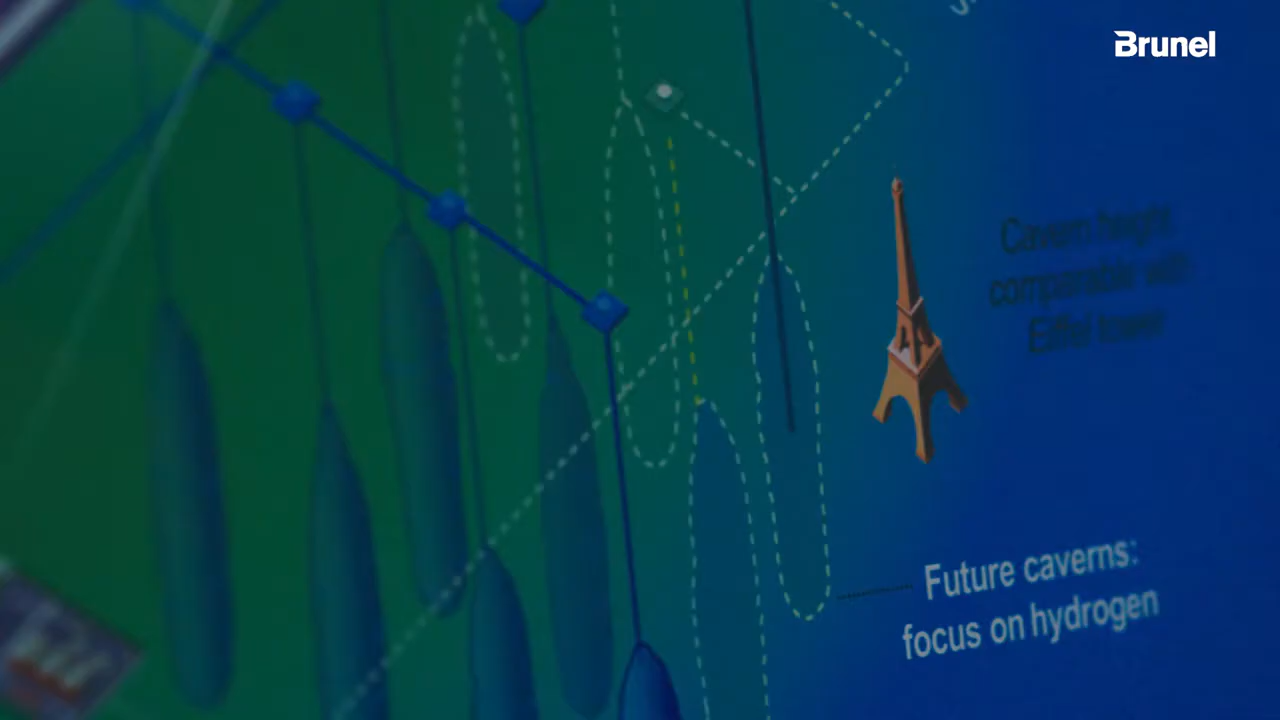 Brunel
Cavern height
comparable with
Eiffel tower
Future caverns:
focus on hydrogen